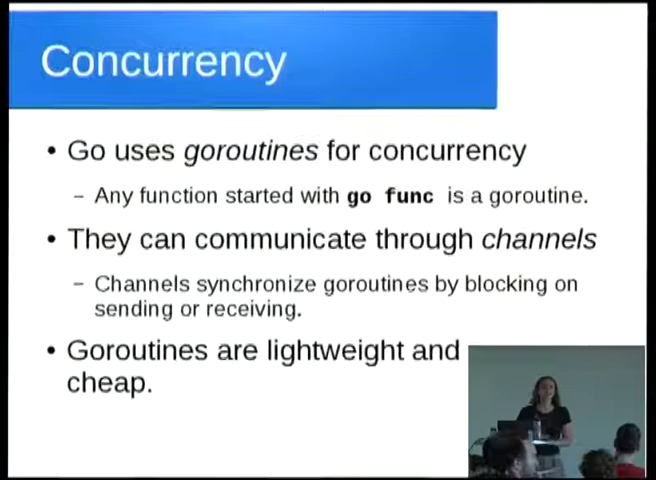 Concurrency
• Go uses goroutines for concurrency
– Any function started with go func is a goroutine.
• They can communicate through channels
– Channels synchronize goroutines by blocking on
sending or receiving.
• Goroutines are lightweight and
cheap.